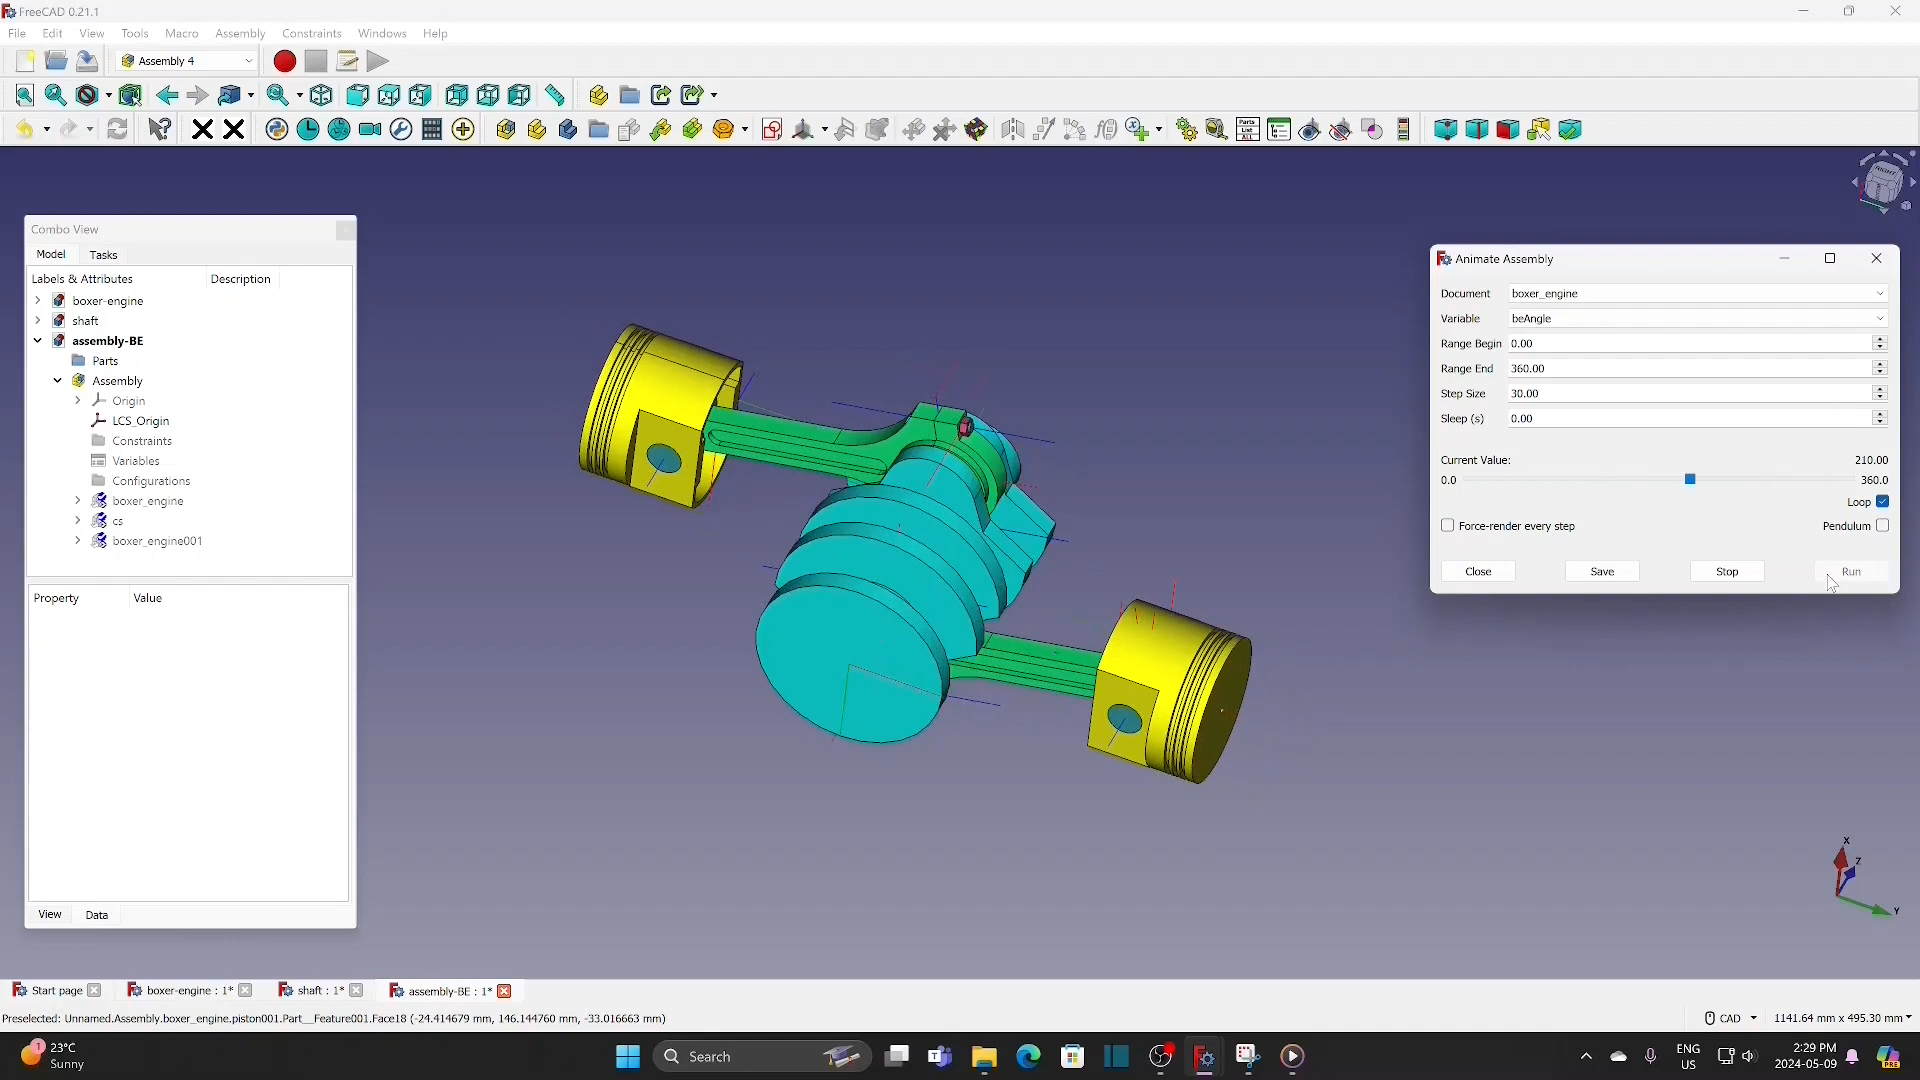 FreeCAD 0.21.1
File Edit View Tools Macro Assembly Constraints Windows Help
Assembly 4
Parts List ALL
RIGHT
Combo View
Model Tasks
Labels & Attributes Description
boxer-engine
shaft
assembly-BE
Parts
Assembly
Origin
LCS_Origin
Constraints
Variables
Configurations
boxer_engine
cs
boxer_engine001
Property Value
View Data
Animate Assembly
Document boxer_engine
Variable beAngle
Range Begin 0.00
Range End 360.00
Step Size 30.00
Sleep (s) 0.00
Current Value: 210.00
0.0 360.0
Loop
Force-render every step Pendulum
Close Save Stop Run
X
Z
Y
Start page boxer-engine : 1* shaft : 1* assembly-BE : 1*
Preselected: Unnamed.Assembly.boxer_engine.piston001.Part__Feature001.Face18 (-24.414679 mm, 146.144760 mm, -33.016663 mm)
CAD 1141.64 mm x 495.30 mm
1
23°C
Sunny
Search
ENG
US
2:29 PM
2024-05-09
PRE